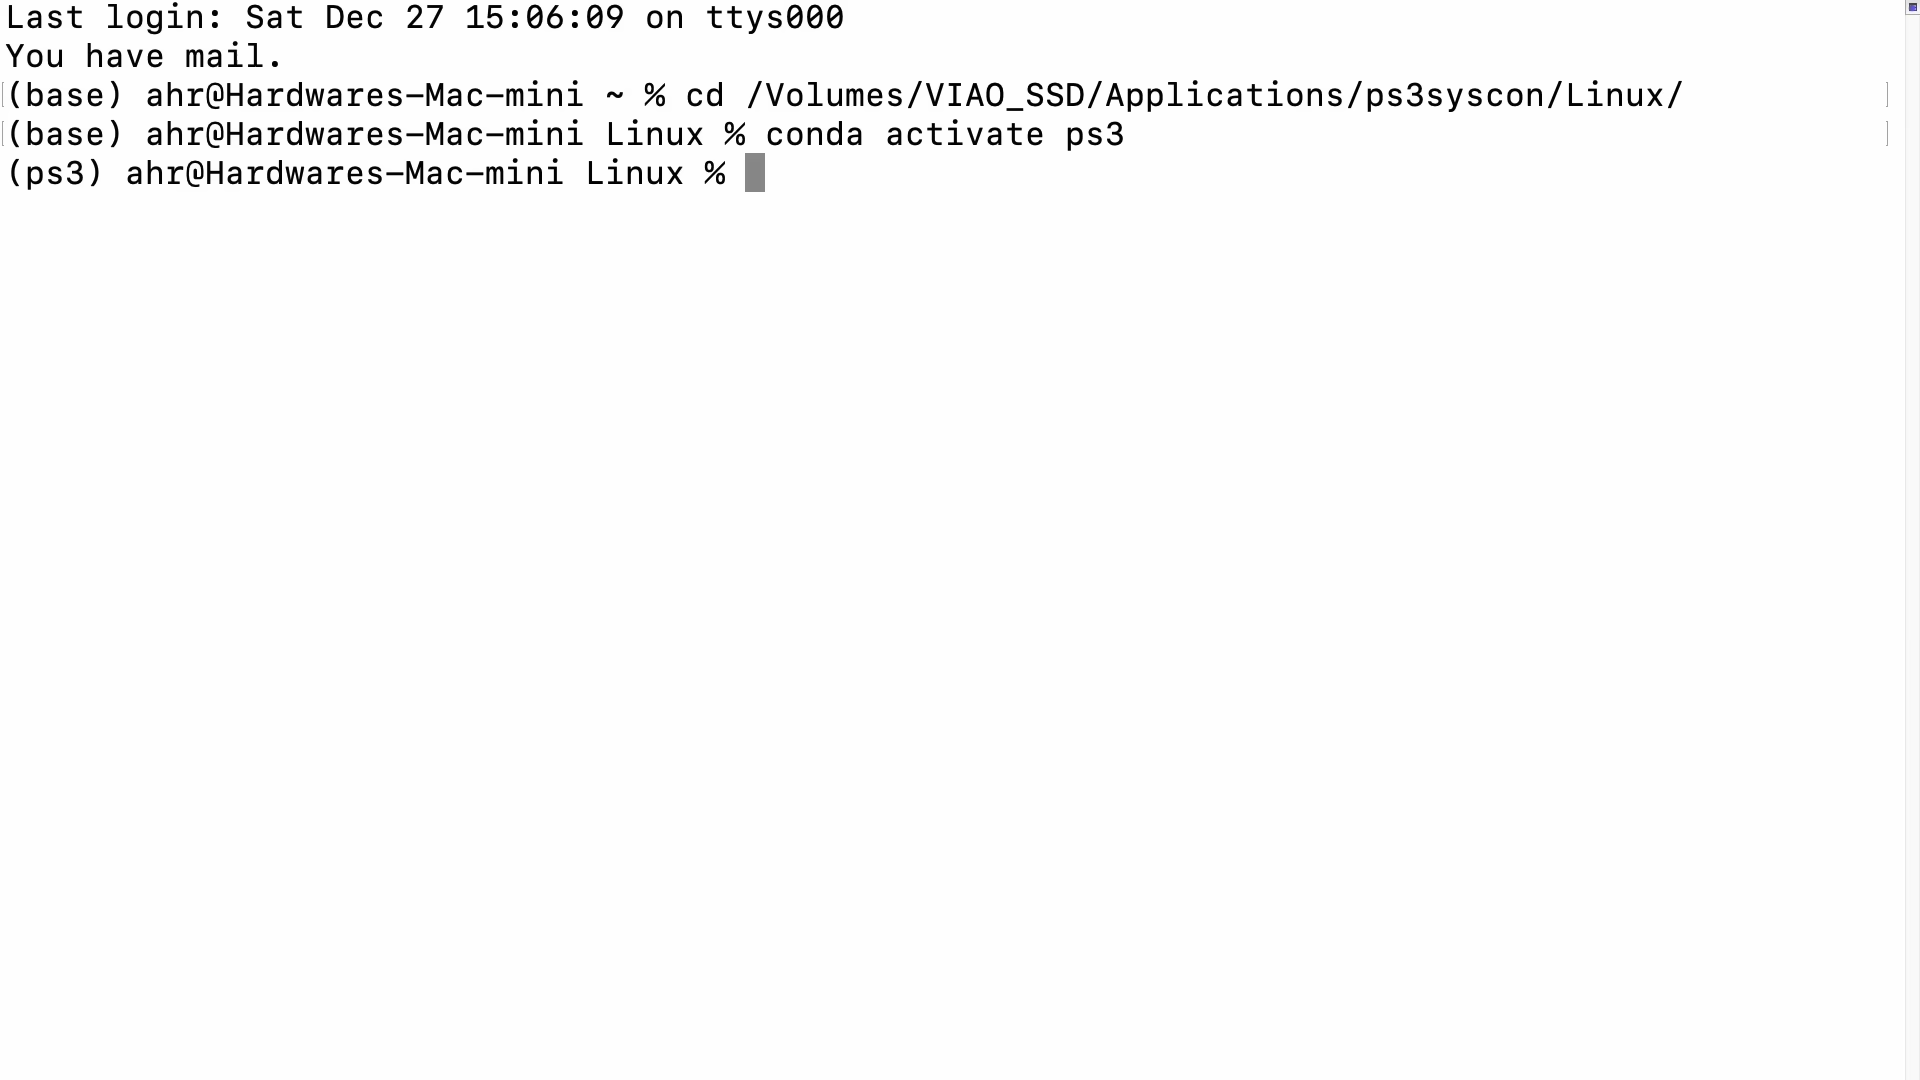 Last login: Sat Dec 27 15:06:09 on ttys000
You have mail.
(base) ahr@Hardwares-Mac-mini ~ % cd /Volumes/VIAO_SSD/Applications/ps3syscon/Linux/
(base) ahr@Hardwares-Mac-mini Linux % conda activate ps3
(ps3) ahr@Hardwares-Mac-mini Linux %